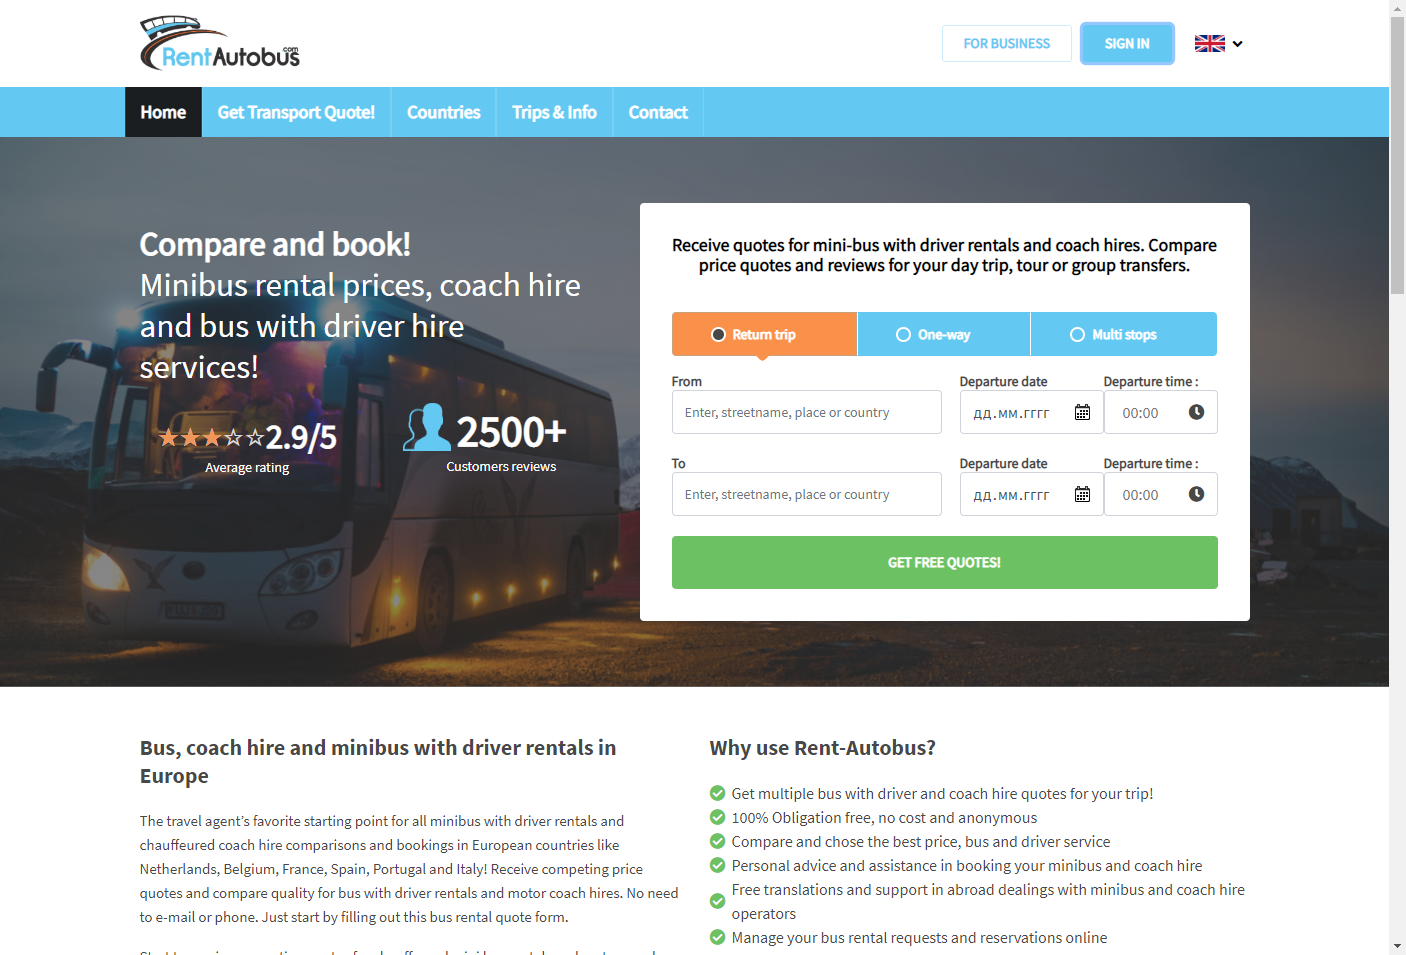 RentAutobus.com
FOR BUSINESS
SIGN IN
Home
Get Transport Quote!
Countries
Trips & Info
Contact
Compare and book!
Minibus rental prices, coach hire
and bus with driver hire
services!
2.9/5
Average rating
2500+
Customers reviews
Receive quotes for mini-bus with driver rentals and coach hires. Compare
price quotes and reviews for your day trip, tour or group transfers.
Return trip
One-way
Multi stops
From
Departure date
Departure time :
Enter, streetname, place or country
дд.мм.гггг
00:00
To
Departure date
Departure time :
Enter, streetname, place or country
дд.мм.гггг
00:00
GET FREE QUOTES!
Bus, coach hire and minibus with driver rentals in
Europe
The travel agent's favorite starting point for all minibus with driver rentals and
chauffeured coach hire comparisons and bookings in European countries like
Netherlands, Belgium, France, Spain, Portugal and Italy! Receive competing price
quotes and compare quality for bus with driver rentals and motor coach hires. No need
to e-mail or phone. Just start by filling out this bus rental quote form.
Why use Rent-Autobus?
Get multiple bus with driver and coach hire quotes for your trip!
100% Obligation free, no cost and anonymous
Compare and chose the best price, bus and driver service
Personal advice and assistance in booking your minibus and coach hire
Free translations and support in abroad dealings with minibus and coach hire
operators
Manage your bus rental requests and reservations online